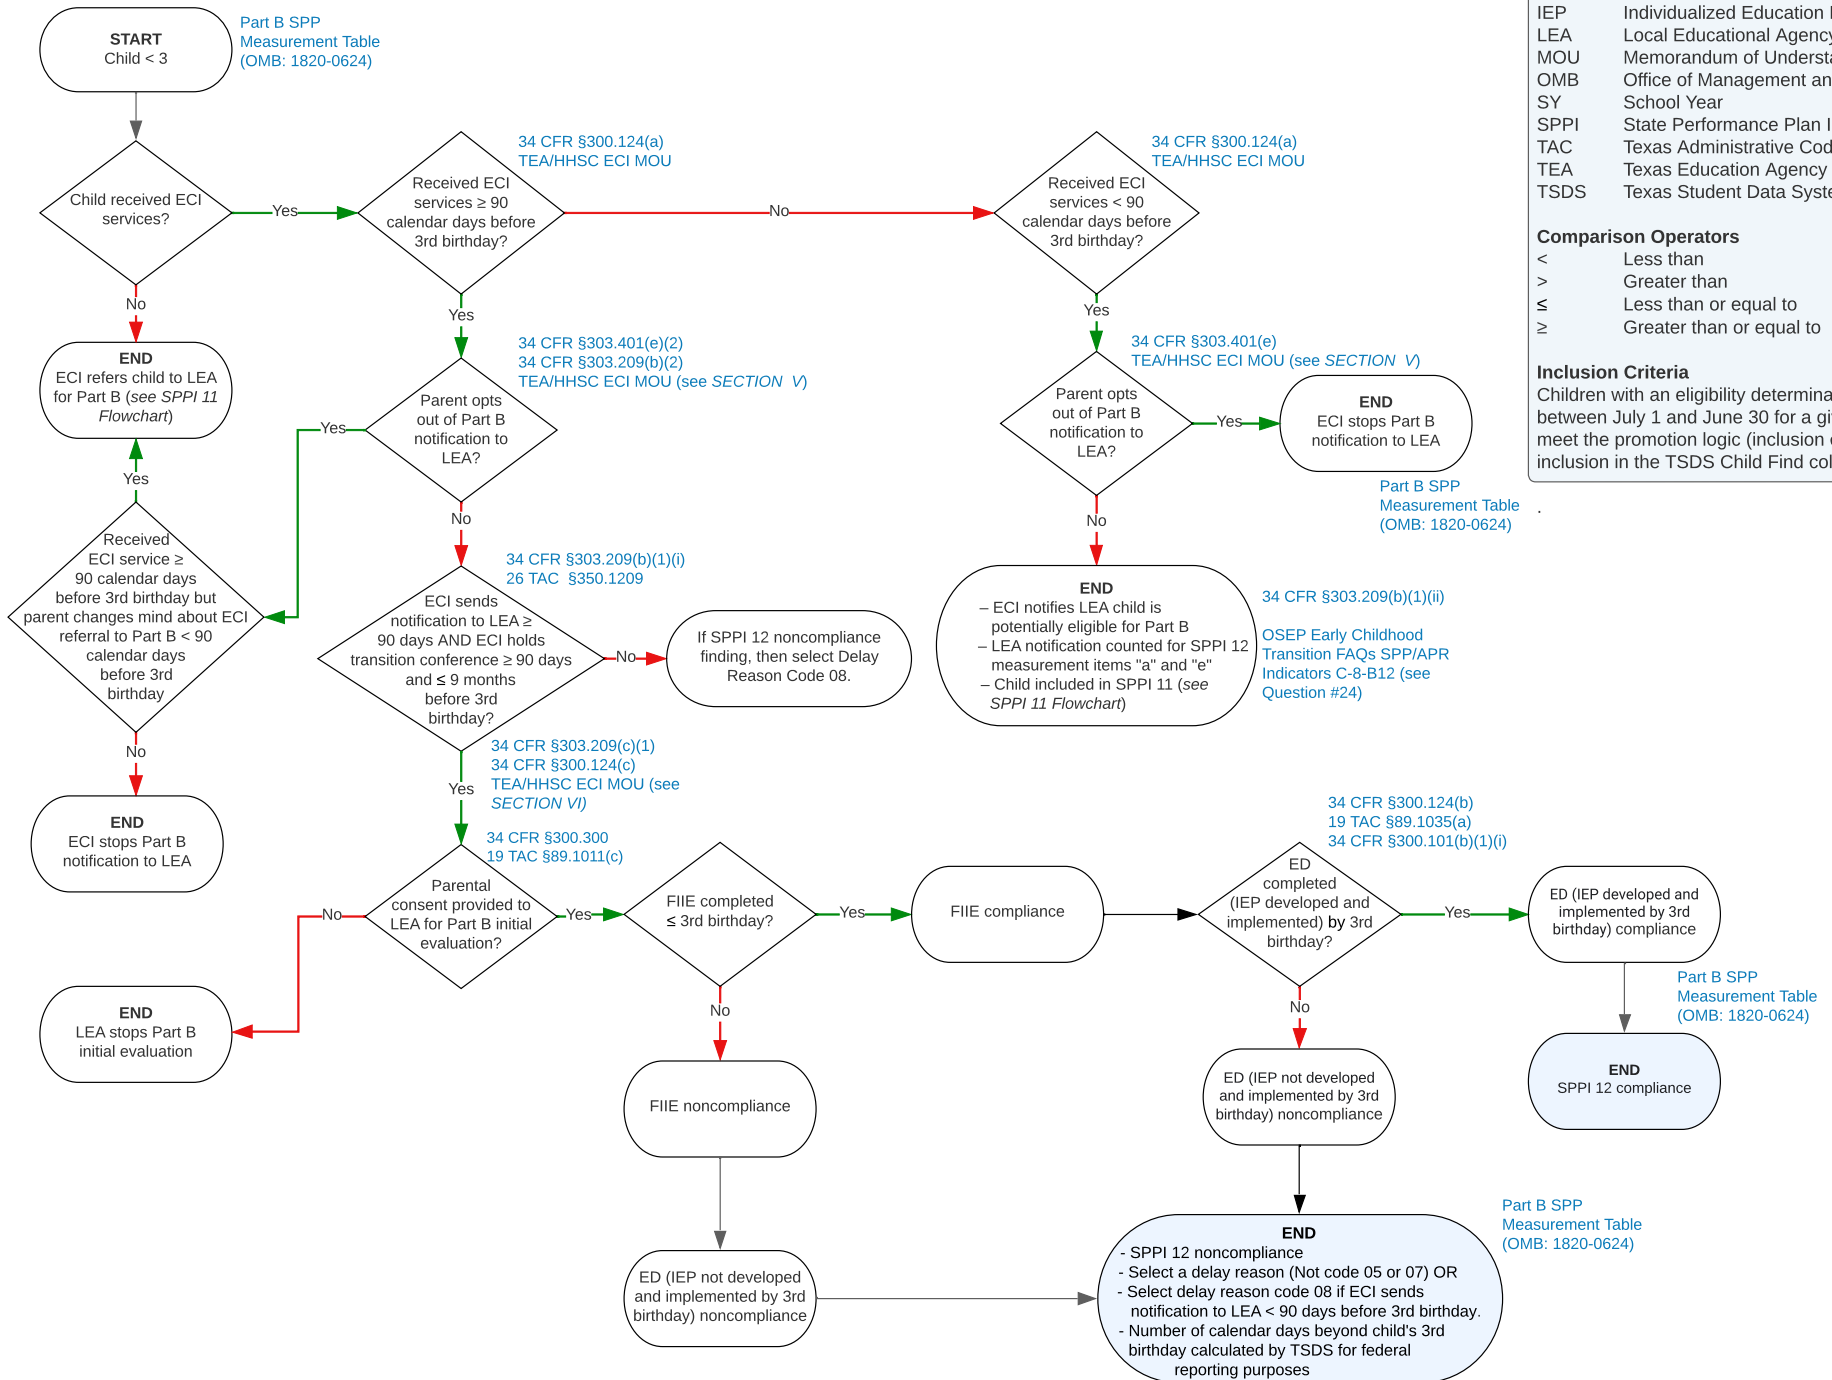 START
Child < 3
Part B SPP
Measurement Table
(OMB: 1820-0624)
Child received ECI
services?
Yes
No
34 CFR §300.124(a)
TEA/HHSC ECI MOU
Received ECI
services ≥ 90
calendar days before
3rd birthday?
No
Yes
34 CFR §300.124(a)
TEA/HHSC ECI MOU
Received ECI
services < 90
calendar days before
3rd birthday?
Yes
END
ECI refers child to LEA
for Part B (see SPPI 11
Flowchart)
Yes
34 CFR §303.401(e)(2)
34 CFR §303.209(b)(2)
TEA/HHSC ECI MOU (see SECTION V)
Parent opts
out of Part B
notification to
LEA?
Yes
No
34 CFR §303.401(e)
TEA/HHSC ECI MOU (see SECTION V)
Parent opts
out of Part B
notification to
LEA?
Yes
No
END
ECI stops Part B
notification to LEA
Part B SPP
Measurement Table
(OMB: 1820-0624)
.
Received
ECI service ≥
90 calendar days
before 3rd birthday but
parent changes mind about ECI
referral to Part B < 90
calendar days
before 3rd
birthday
No
END
ECI stops Part B
notification to LEA
34 CFR §303.209(b)(1)(i)
26 TAC §350.1209
ECI sends
notification to LEA ≥
90 days AND ECI holds
transition conference ≥ 90 days
and ≤ 9 months
before 3rd
birthday?
No
Yes
If SPPI 12 noncompliance
finding, then select Delay
Reason Code 08.
END
– ECI notifies LEA child is
potentially eligible for Part B
– LEA notification counted for SPPI 12
measurement items "a" and "e"
– Child included in SPPI 11 (see
SPPI 11 Flowchart)
34 CFR §303.209(b)(1)(ii)
OSEP Early Childhood
Transition FAQs SPP/APR
Indicators C-8-B12 (see
Question #24)
34 CFR §303.209(c)(1)
34 CFR §300.124(c)
TEA/HHSC ECI MOU (see
SECTION VI)
34 CFR §300.300
19 TAC §89.1011(c)
Parental
consent provided to
LEA for Part B initial
evaluation?
No
Yes
END
LEA stops Part B
initial evaluation
FIIE completed
≤ 3rd birthday?
Yes
No
FIIE compliance
34 CFR §300.124(b)
19 TAC §89.1035(a)
34 CFR §300.101(b)(1)(i)
ED
completed
(IEP developed and
implemented) by 3rd
birthday?
Yes
No
ED (IEP developed and
implemented by 3rd
birthday) compliance
Part B SPP
Measurement Table
(OMB: 1820-0624)
END
SPPI 12 compliance
FIIE noncompliance
ED (IEP not developed
and implemented by 3rd
birthday) noncompliance
ED (IEP not developed
and implemented by 3rd
birthday) noncompliance
Part B SPP
Measurement Table
(OMB: 1820-0624)
END
- SPPI 12 noncompliance
- Select a delay reason (Not code 05 or 07) OR
- Select delay reason code 08 if ECI sends
notification to LEA < 90 days before 3rd birthday.
- Number of calendar days beyond child's 3rd
birthday calculated by TSDS for federal
reporting purposes
IEP Individualized Education
LEA Local Educational Agency
MOU Memorandum of
OMB Office of Management
SY School Year
SPPI State Performance Plan
TAC Texas Administrative
TEA Texas Education Agency
TSDS Texas Student Data
Comparison Operators
< Less than
> Greater than
≤ Less than or equal to
≥ Greater than or equal to
Inclusion Criteria
Children with an eligibility
between July 1 and June 30 for a
meet the promotion logic (inclusion
inclusion in the TSDS Child Find